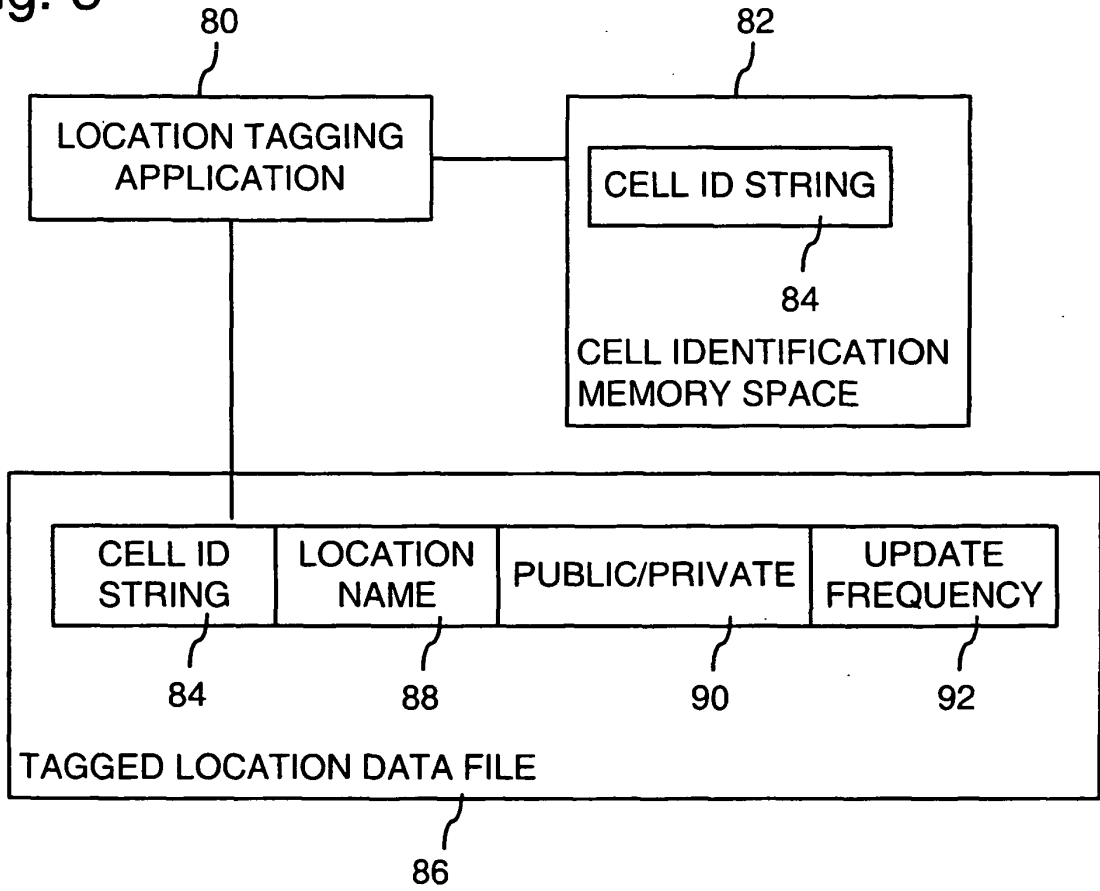 80
82
LOCATION TAGGING
APPLICATION
CELL ID STRING
84
CELL IDENTIFICATION
MEMORY SPACE
CELL ID
STRING
LOCATION
NAME
PUBLIC/PRIVATE
UPDATE
FREQUENCY
84
88
90
92
TAGGED LOCATION DATA FILE
86